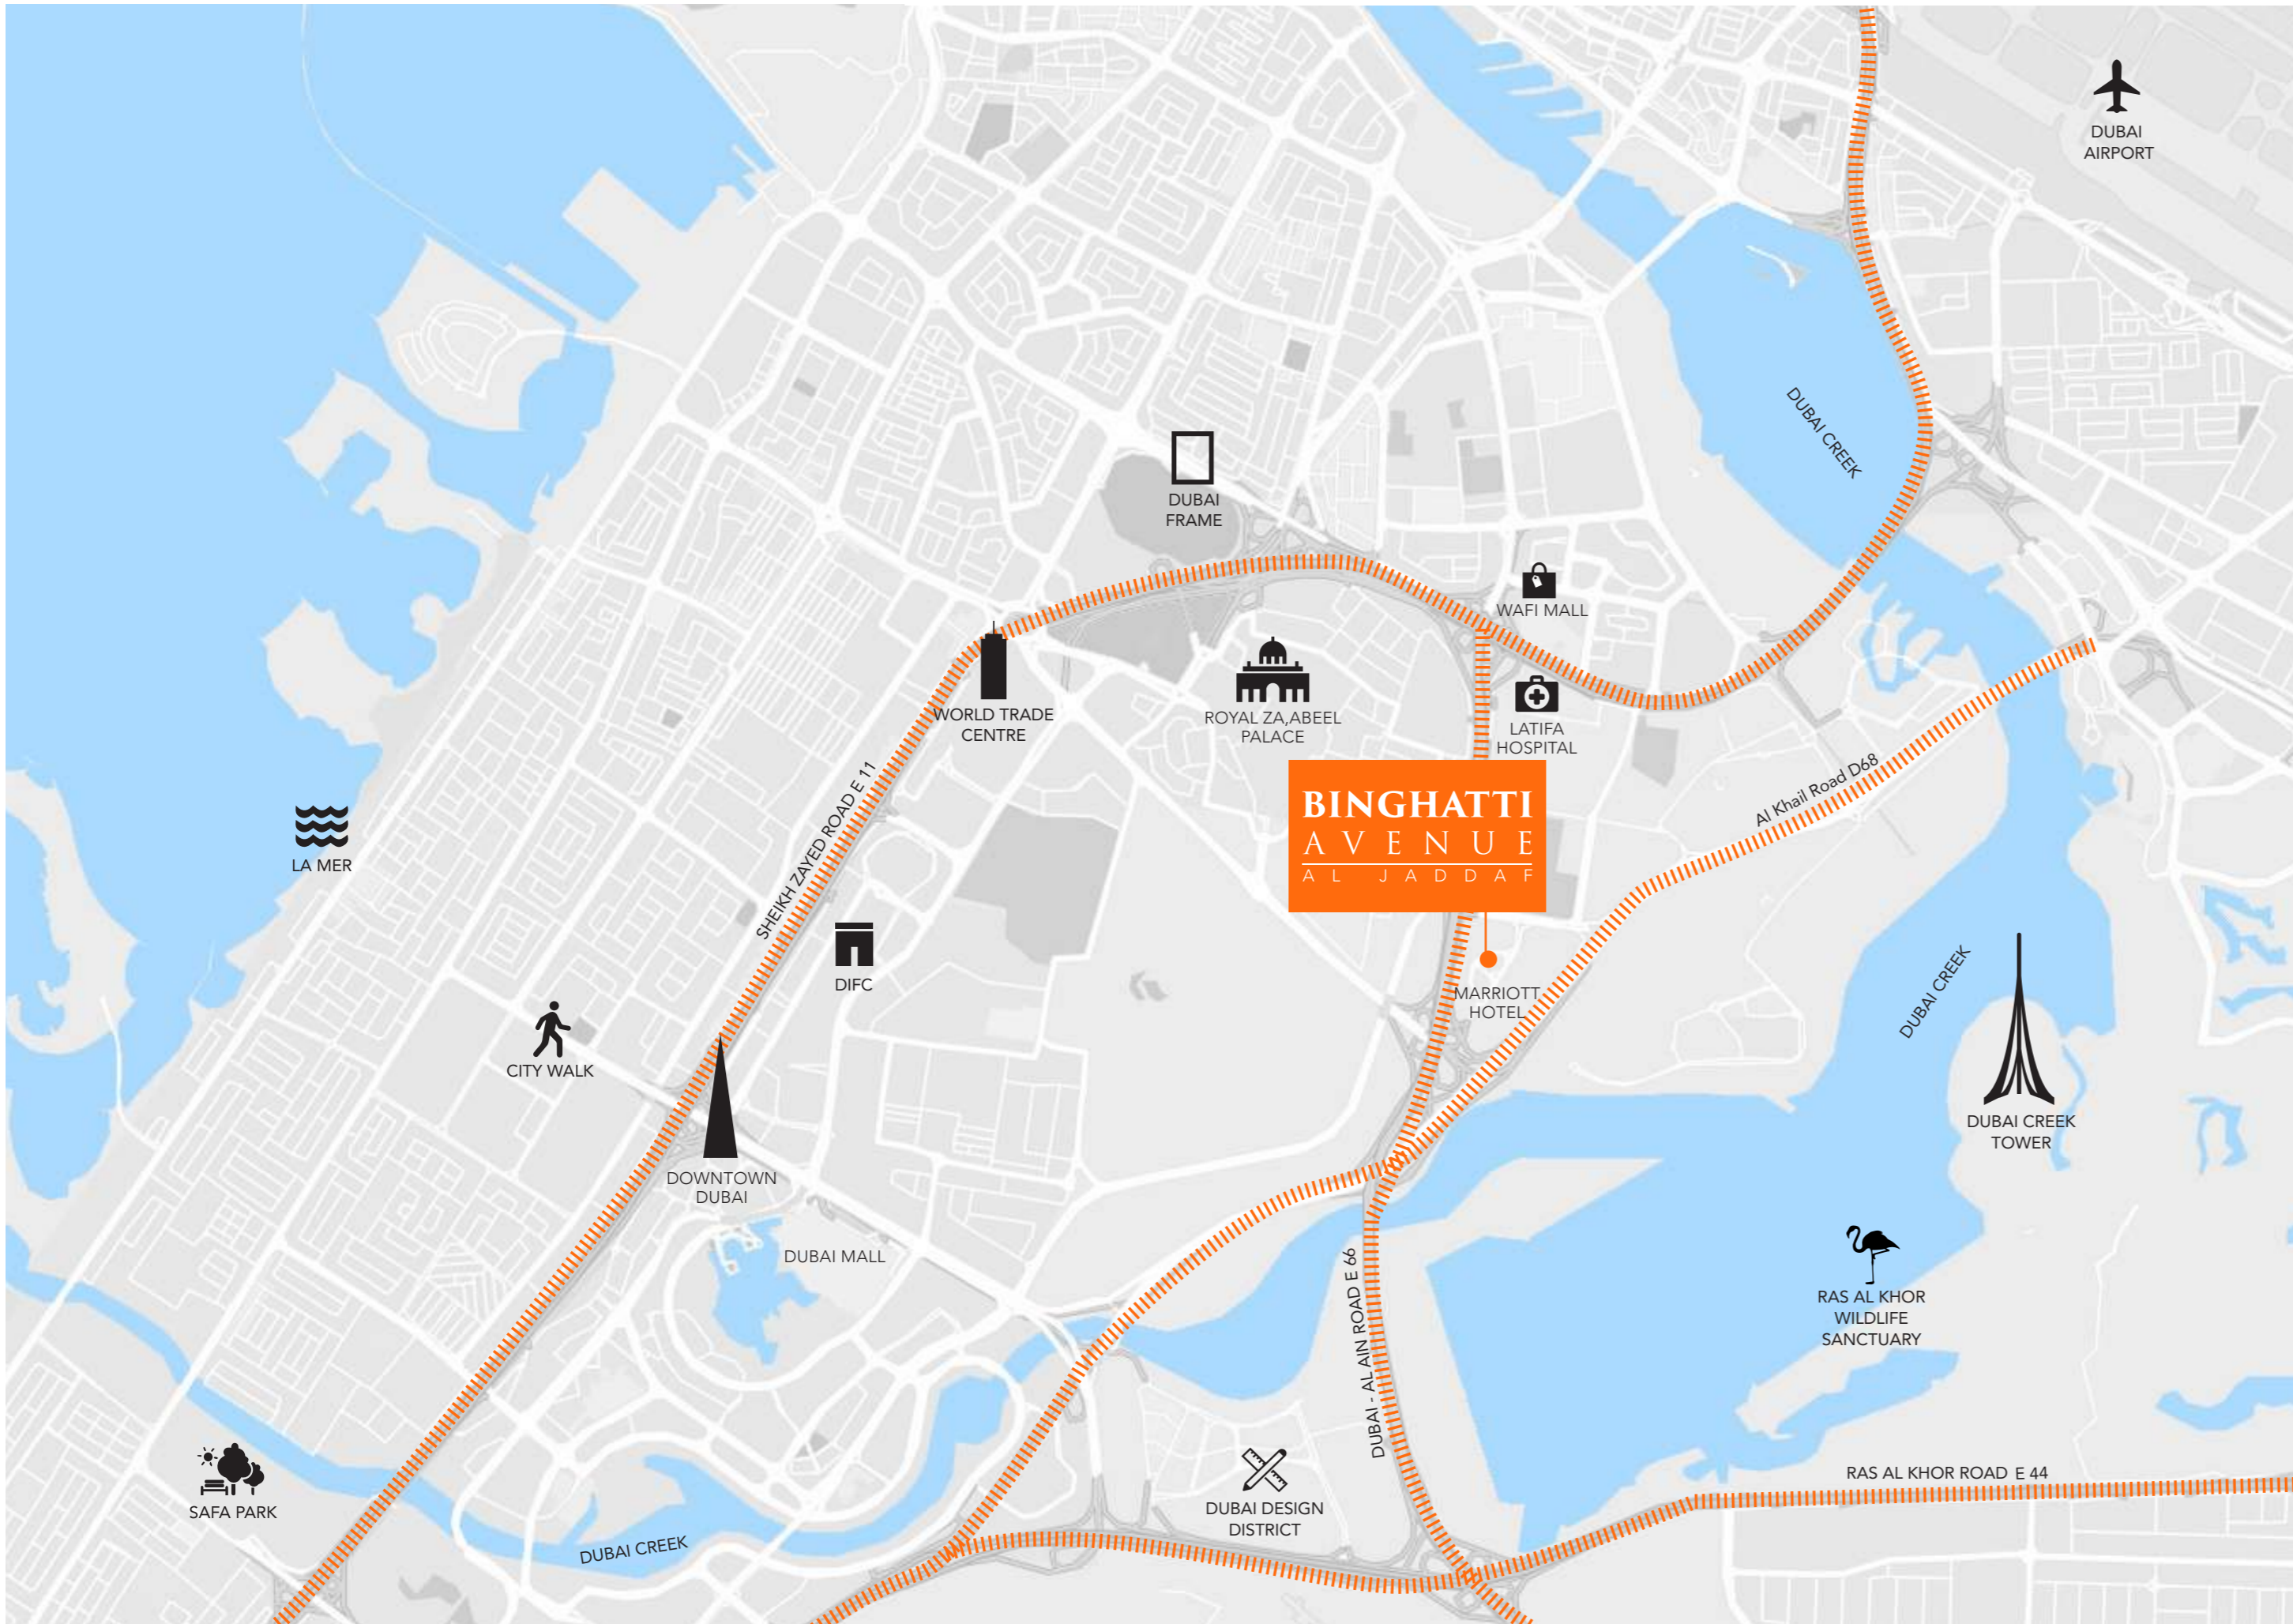 DUBAI
AIRPORT
DUBAI CREEK
DUBAI
FRAME
WAFI MALL
ROYAL ZA,ABEEL
PALACE
LATIFA
HOSPITAL
WORLD TRADE
CENTRE
SHEIKH ZAYED ROAD E 11
Al Khail Road D68
BINGHATTI
AVENUE
AL JADDAF
LA MER
DIFC
MARRIOTT
HOTEL
DUBAI CREEK
CITY WALK
DUBAI CREEK
TOWER
DOWNTOWN
DUBAI
DUBAI MALL
DUBAI - AL AIN ROAD E 66
RAS AL KHOR
WILDLIFE
SANCTUARY
RAS AL KHOR ROAD E 44
SAFA PARK
DUBAI DESIGN
DISTRICT
DUBAI CREEK